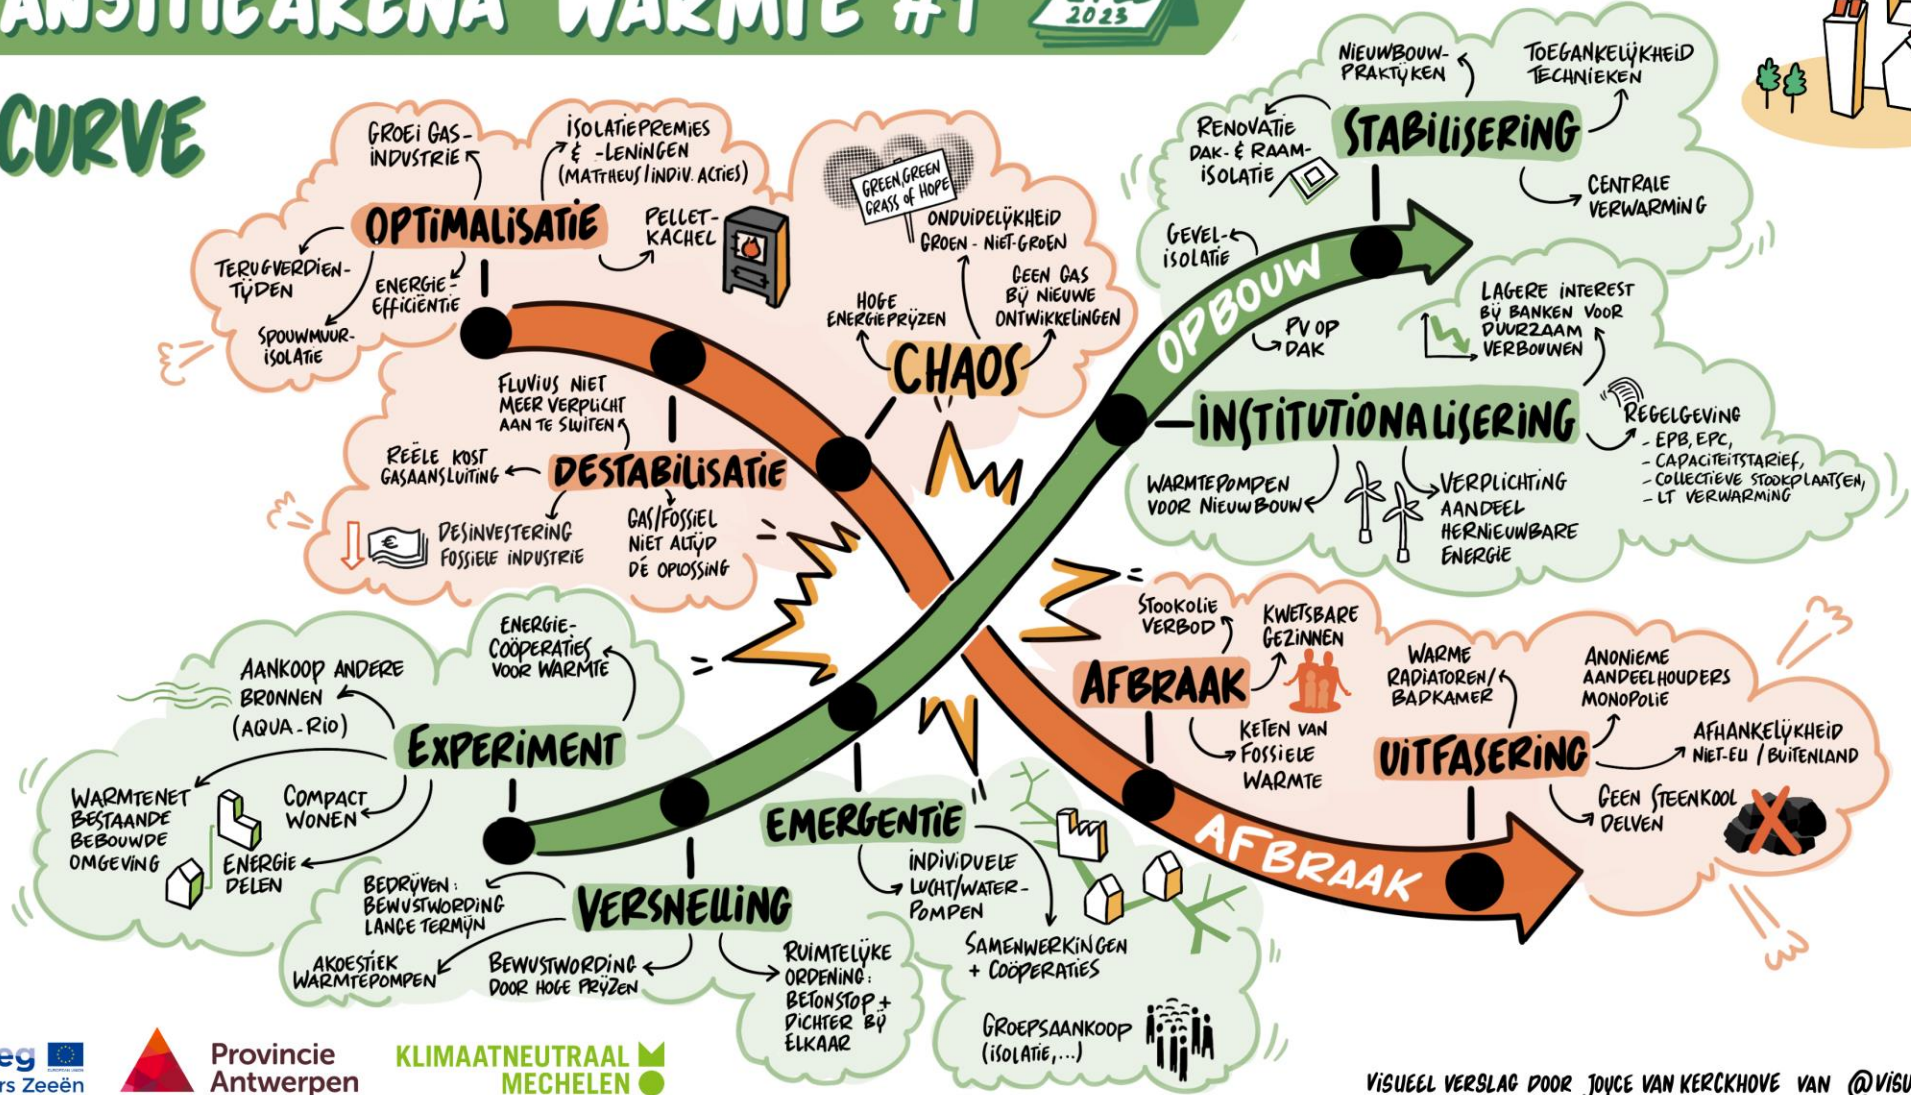 ANSITIEARENA WARMTE #1
2023
CURVE
GROEI GAS-
INDUSTRIE
ISOLATIEPREMIES
& -LENINGEN
(MATTHEUS/INDIV. ACTIES)
OPTIMALISATIE
PELLET-
KACHEL
TERUGVERDIEN-
TIJDEN
ENERGIE-
EFFICIËNTIE
SPOUWMUUR-
ISOLATIE
GREEN, GREEN
GRASS OF HOPE
ONDUIDELIJKHEID
GROEN - NIET-GROEN
HOGE
ENERGIEPRIJZEN
GEEN GAS
BIJ NIEUWE
ONTWIKKELINGEN
CHAOS
FLUVIUS NIET
MEER VERPLICHT
AAN TE SLUITEN
REËLE KOST
GASAANSLUITING
DESTABILISATIE
€ DESINVESTERING
FOSSIELE INDUSTRIE
GAS/FOSSIEL
NIET ALTIJD
DÉ OPLOSSING
NIEUWBOUW-
PRAKTIJKEN
TOEGANKELIJKHEID
TECHNIEKEN
RENOVATIE
DAK- & RAAM-
ISOLATIE
STABILISERING
CENTRALE
VERWARMING
GEVEL-
ISOLATIE
OPBOUW
PV OP
DAK
LAGERE INTEREST
BIJ BANKEN VOOR
DUURZAAM
VERBOUWEN
INSTITUTIONALISERING
REGELGEVING
- EPB, EPC,
- CAPACITEITSTARIEF,
- COLLECTIEVE STOOKPLAATSEN,
- LT VERWARMING
WARMTEPOMPEN
VOOR NIEUWBOUW
VERPLICHTING
AANDEEL
HERNIEUWBARE
ENERGIE
ENERGIE-
COÖPERATIES
VOOR WARMTE
AANKOOP ANDERE
BRONNEN
(AQUA-RIO)
EXPERIMENT
WARMTENET
BESTAANDE
BEBOUWDE
OMGEVING
COMPACT
WONEN
ENERGIE
DELEN
BEDRIJVEN:
BEWUSTWORDING
LANGE TERMIJN
VERSNELLING
AKOESTIEK
WARMTEPOMPEN
BEWUSTWORDING
DOOR HOGE PRIJZEN
RUIMTELIJKE
ORDENING:
BETONSTOP +
DICHTER BIJ
ELKAAR
EMERGENTIE
INDIVIDUELE
LUCHT/WATER-
POMPEN
SAMENWERKINGEN
+ COÖPERATIES
GROEPSAANKOOP
(ISOLATIE,...)
STOOKOLIE
VERBOD
KWETSBARE
GEZINNEN
AFBRAAK
KETEN VAN
FOSSIELE
WARMTE
WARME
RADIATOREN/
BADKAMER
ANONIEME
AANDEELHOUDERS
MONOPOLIE
UITFASERING
AFHANKELIJKHEID
NIET-EU / BUITENLAND
GEEN STEENKOOL
DELVEN
AFBRAAK
eg
rs Zeeën
Provincie
Antwerpen
KLIMAATNEUTRAAL
MECHELEN
VISUEEL VERSLAG DOOR JOYCE VAN KERCKHOVE VAN @VISU